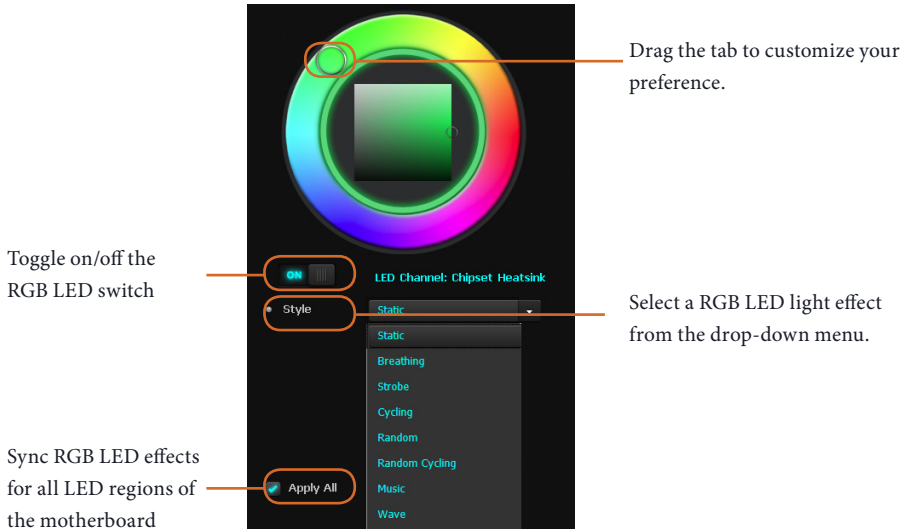 Drag the tab to customize your
preference.
Toggle on/off the
RGB LED switch
ON
LED Channel: Chipset Heatsink
Style
Static
Select a RGB LED light effect
from the drop-down menu.
Static
Breathing
Strobe
Cycling
Random
Random Cycling
Music
Wave
Sync RGB LED effects
for all LED regions of
the motherboard
Apply All